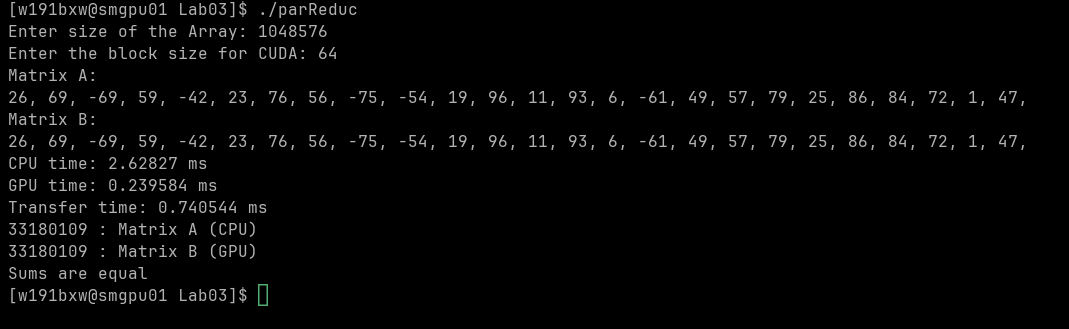 [w191bxw@smgpu01 Lab03]$ ./parReduc
Enter size of the Array: 1048576
Enter the block size for CUDA: 64
Matrix A:
26, 69, -69, 59, -42, 23, 76, 56, -75, -54, 19, 96, 11, 93, 6, -61, 49, 57, 79, 25, 86, 84, 72, 1, 47,
Matrix B:
26, 69, -69, 59, -42, 23, 76, 56, -75, -54, 19, 96, 11, 93, 6, -61, 49, 57, 79, 25, 86, 84, 72, 1, 47,
CPU time: 2.62827 ms
GPU time: 0.239584 ms
Transfer time: 0.740544 ms
33180109 : Matrix A (CPU)
33180109 : Matrix B (GPU)
Sums are equal
[w191bxw@smgpu01 Lab03]$